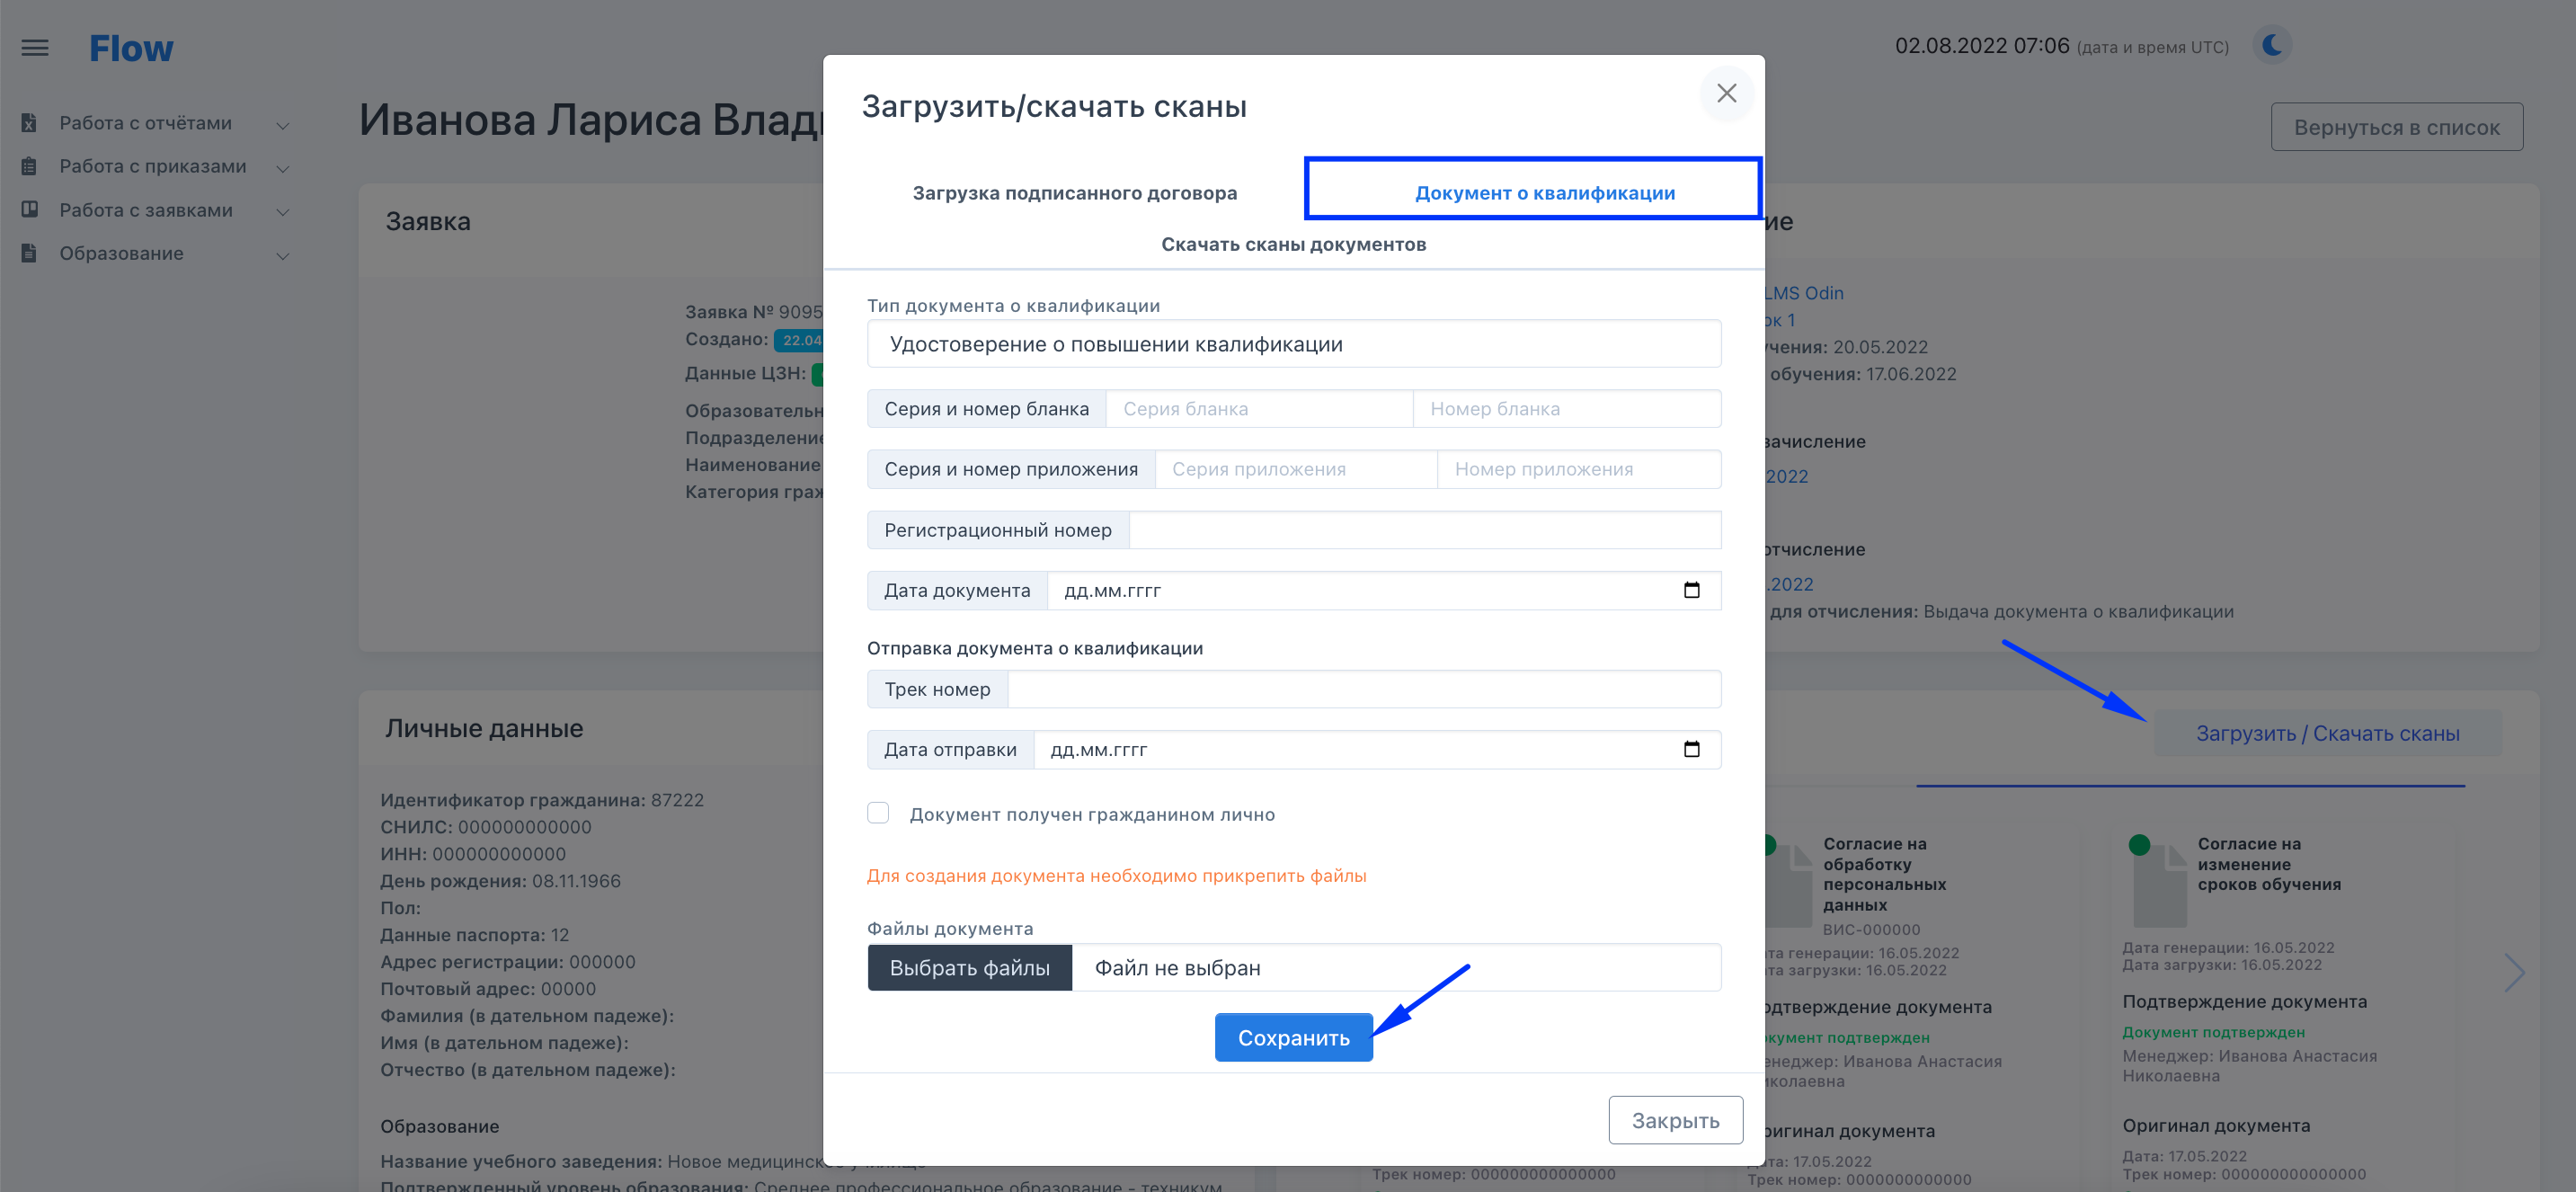 Flow
02.08.2022 07:06 (дата и время UTC)
Работа с отчётами
Работа с приказами
Работа с заявками
Образование
Иванова Лариса Влад
Вернуться в список
Заявка
Заявка № 9095
Создано: 22.04
Данные ЦЗН:
Образовательн
Подразделение
Наименование
Категория граж
Личные данные
Идентификатор гражданина: 87222
СНИЛС: 000000000000
ИНН: 000000000000
День рождения: 08.11.1966
Пол:
Данные паспорта: 12
Адрес регистрации: 000000
Почтовый адрес: 00000
Фамилия (в дательном падеже):
Имя (в дательном падеже):
Отчество (в дательном падеже):
Образование
Название учебного заведения: Новое медицинское училище
Подтвержденный уровень образования: Среднее профессиональное образование - техникум
Загрузить/скачать сканы
Загрузка подписанного договора
Документ о квалификации
Скачать сканы документов
Тип документа о квалификации
Удостоверение о повышении квалификации
Серия и номер бланка Серия бланка Номер бланка
Серия и номер приложения Серия приложения Номер приложения
Регистрационный номер
Дата документа дд.мм.гггг
Отправка документа о квалификации
Трек номер
Дата отправки дд.мм.гггг
Документ получен гражданином лично
Для создания документа необходимо прикрепить файлы
Файлы документа
Выбрать файлы Файл не выбран
Сохранить
Закрыть
Трек номер: 000000000000000
ие
LMS Odin
ок 1
учения: 20.05.2022
обучения: 17.06.2022
зачисление
2022
отчисление
.2022
для отчисления: Выдача документа о квалификации
Загрузить / Скачать сканы
Согласие на
обработку
персональных
данных
ВИС-000000
ата генерации: 16.05.2022
ата загрузки: 16.05.2022
одтверждение документа
окумент подтвержден
енеджер: Иванова Анастасия
иколаевна
ригинал документа
ата: 17.05.2022
Трек номер: 0000000000000
Согласие на
изменение
сроков обучения
Дата генерации: 16.05.2022
Дата загрузки: 16.05.2022
Подтверждение документа
Документ подтвержден
Менеджер: Иванова Анастасия
Николаевна
Оригинал документа
Дата: 17.05.2022
Трек номер: 000000000000000